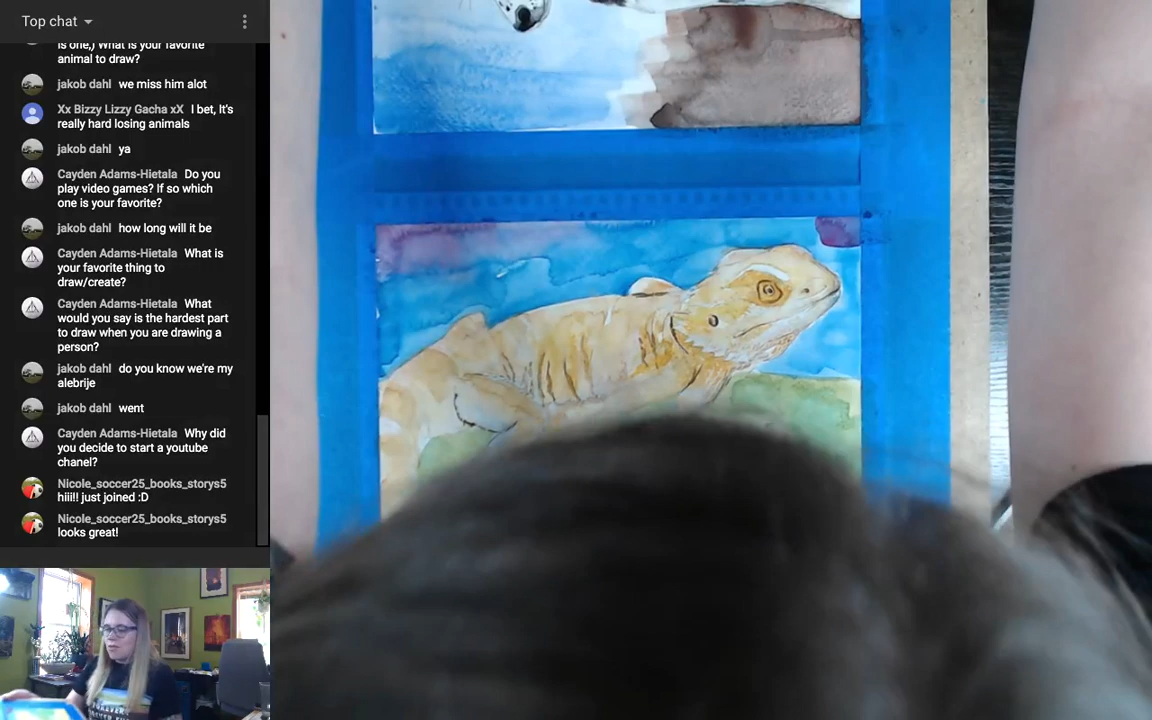 Top chat
is one,) What is your favorite
animal to draw?
jakob dahl we miss him alot
Xx Bizzy Lizzy Gacha xX I bet, It's
really hard losing animals
jakob dahl ya
Cayden Adams-Hietala Do you
play video games? If so which
one is your favorite?
jakob dahl how long will it be
Cayden Adams-Hietala What is
your favorite thing to
draw/create?
Cayden Adams-Hietala What
would you say is the hardest part
to draw when you are drawing a
person?
jakob dahl do you know we're my
alebrije
jakob dahl went
Cayden Adams-Hietala Why did
you decide to start a youtube
chanel?
Nicole_soccer25_books_storys5
hiii!! just joined :D
Nicole_soccer25_books_storys5
looks great!
FOREVER